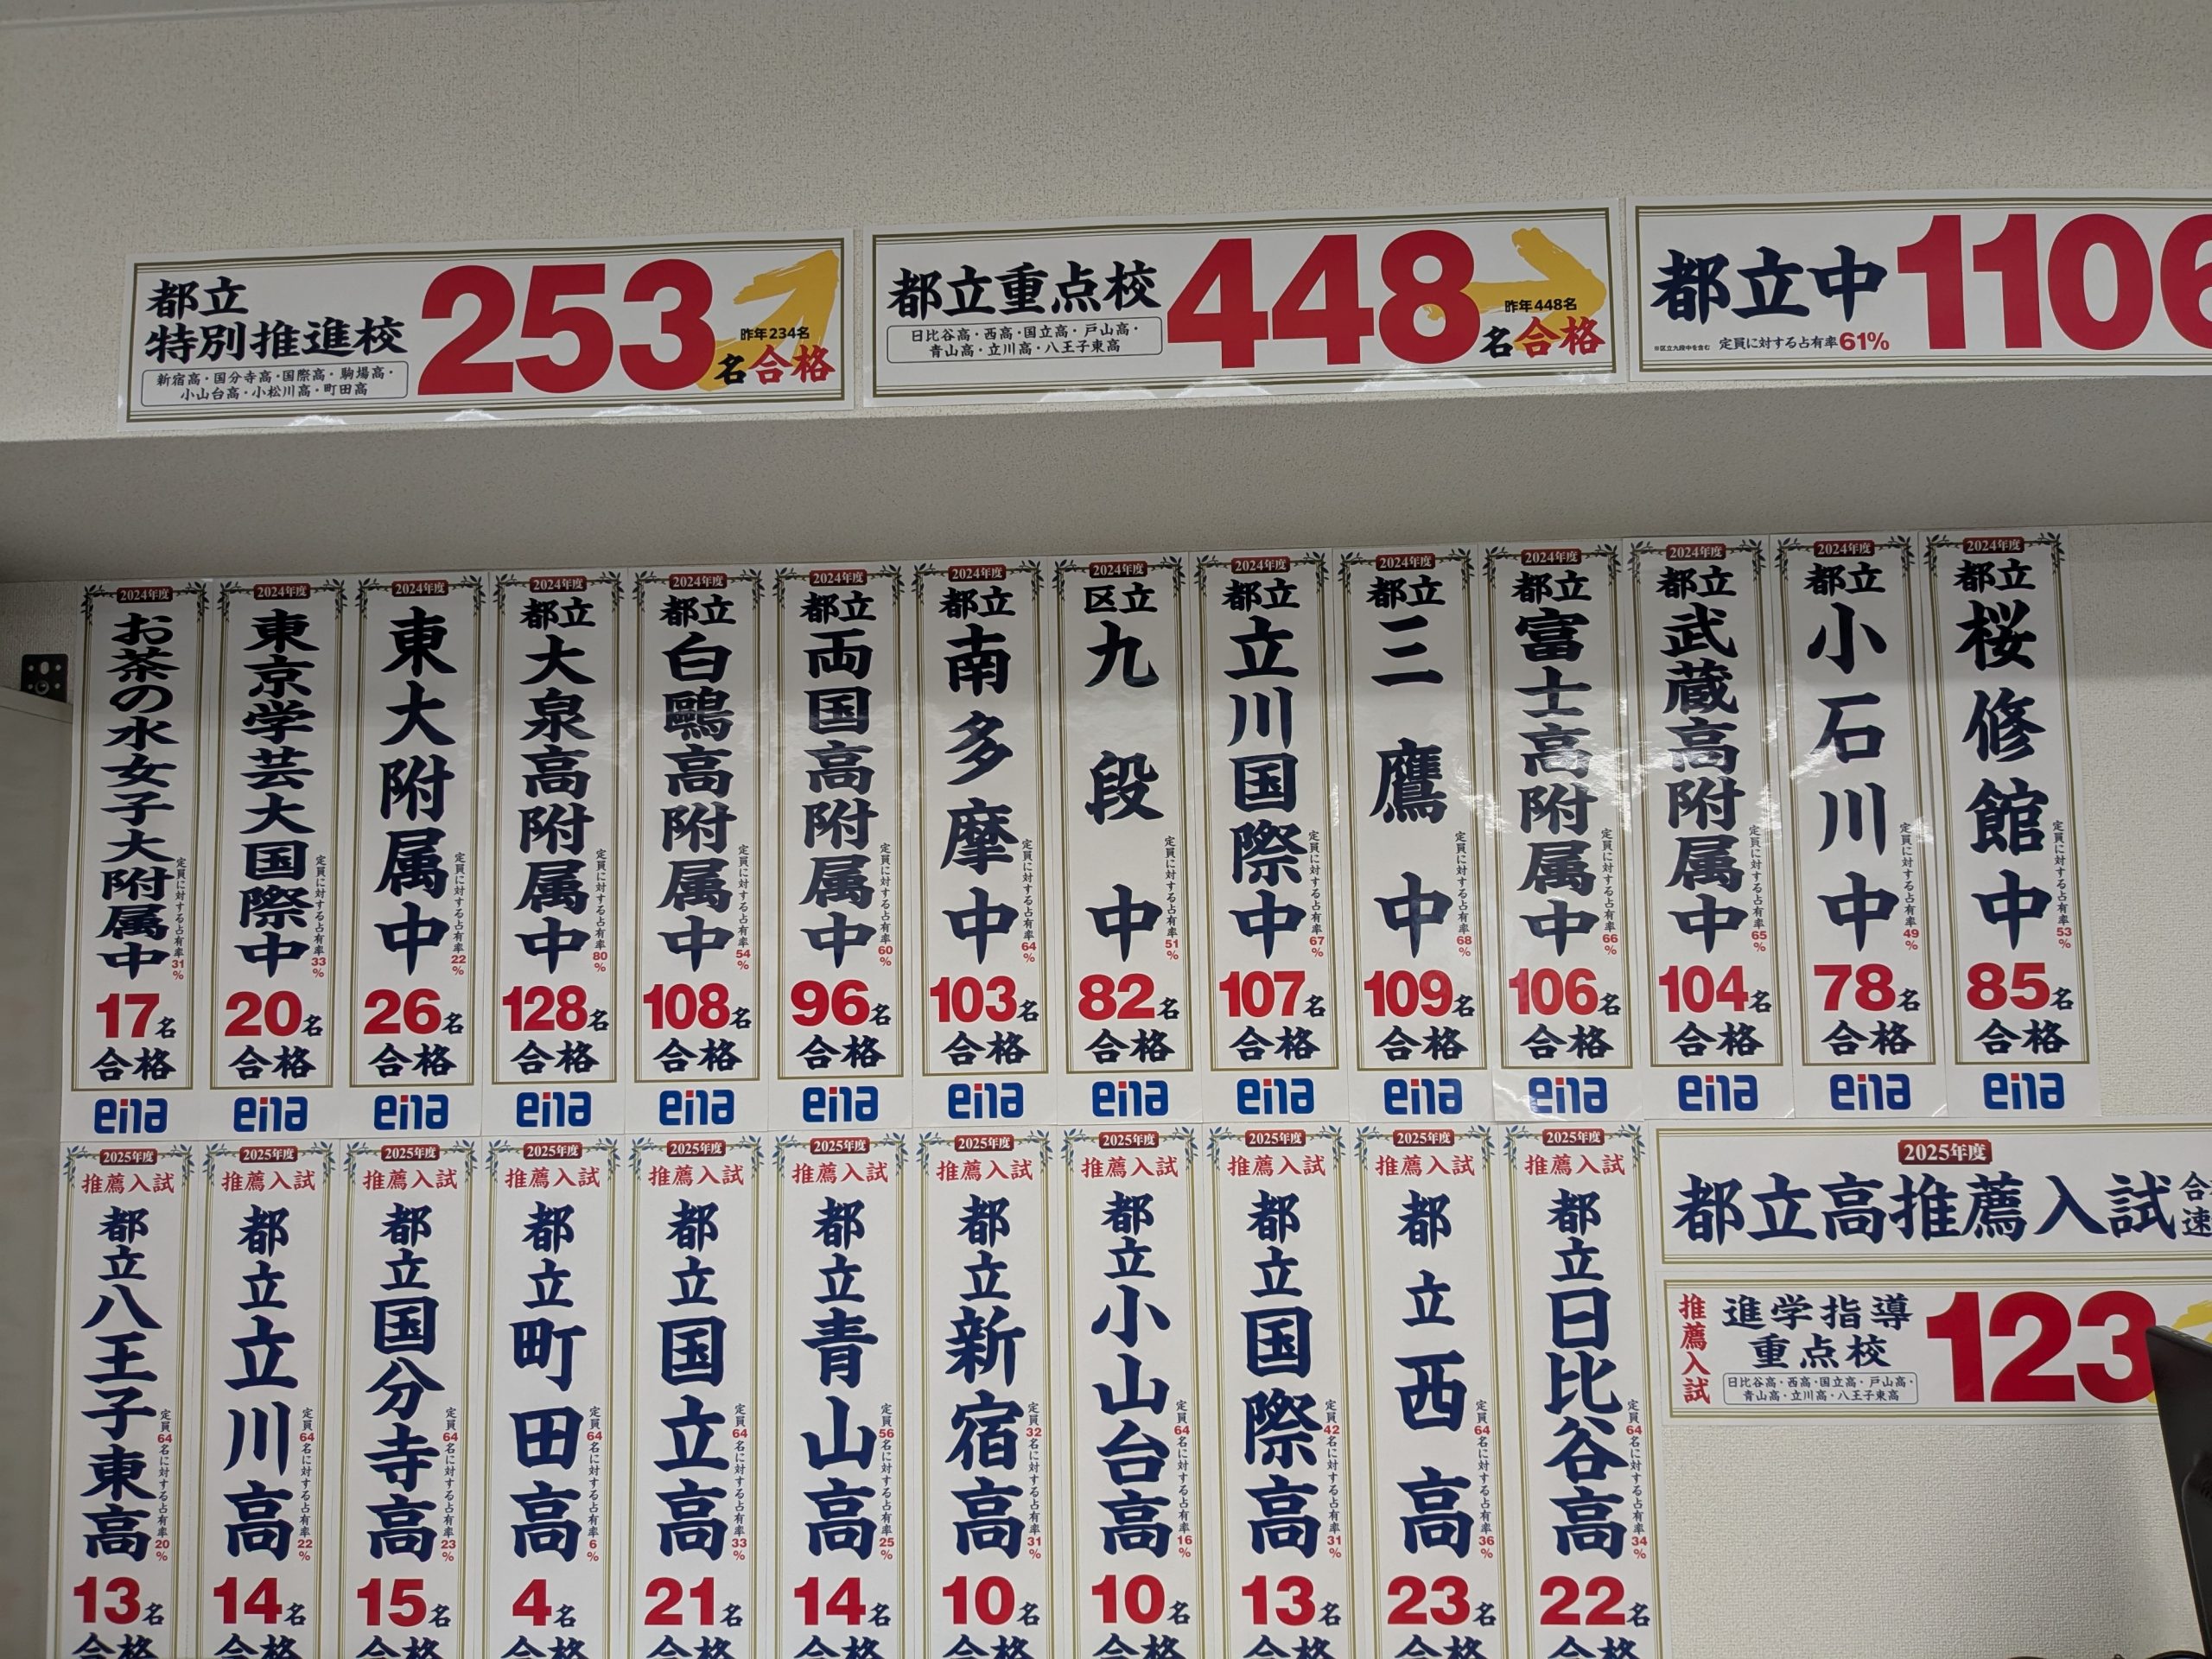 都立
特別推進校
新宿高・国分寺高・国際高・駒場高・
小山台高・小松川高・町田高
253
昨年234名
名合格
都立重点校
日比谷高・西高・国立高・戸山高・
青山高・立川高・八王子東高
448
昨年448名
名合格
都立中
※区立九段中を含む 定員に対する占有率61%
1106
2024年度
お茶の水女子大附属中
定員に対する占有率31%
17名
合格
ena
2024年度
東京学芸大国際中
定員に対する占有率33%
20名
合格
ena
2024年度
東大附属中
定員に対する占有率22%
26名
合格
ena
2024年度
都立
大泉高附属中
定員に対する占有率80%
128名
合格
ena
2024年度
都立
白鷗高附属中
定員に対する占有率54%
108名
合格
ena
2024年度
都立
両国高附属中
定員に対する占有率60%
96名
合格
ena
2024年度
都立
南多摩中
定員に対する占有率64%
103名
合格
ena
2024年度
区立
九段中
定員に対する占有率51%
82名
合格
ena
2024年度
都立
立川国際中
定員に対する占有率67%
107名
合格
ena
2024年度
都立
三鷹中
定員に対する占有率68%
109名
合格
ena
2024年度
都立
富士高附属中
定員に対する占有率66%
106名
合格
ena
2024年度
都立
武蔵高附属中
定員に対する占有率65%
104名
合格
ena
2024年度
都立
小石川中
定員に対する占有率49%
78名
合格
ena
2024年度
都立
桜修館中
定員に対する占有率53%
85名
合格
ena
2025年度
推薦入試
都立八王子東高
定員64名に対する占有率20%
13名
合格
2025年度
推薦入試
都立立川高
定員64名に対する占有率22%
14名
合格
2025年度
推薦入試
都立国分寺高
定員64名に対する占有率23%
15名
合格
2025年度
推薦入試
都立町田高
定員64名に対する占有率6%
4名
合格
2025年度
推薦入試
都立国立高
定員64名に対する占有率33%
21名
合格
2025年度
推薦入試
都立青山高
定員56名に対する占有率25%
14名
合格
2025年度
推薦入試
都立新宿高
定員32名に対する占有率31%
10名
合格
2025年度
推薦入試
都立小山台高
定員64名に対する占有率16%
10名
合格
2025年度
推薦入試
都立国際高
定員42名に対する占有率31%
13名
合格
2025年度
推薦入試
都立西高
定員64名に対する占有率36%
23名
合格
2025年度
推薦入試
都立日比谷高
定員64名に対する占有率34%
22名
合格
2025年度
都立高推薦入試
合
速
推薦入試
進学指導
重点校
日比谷高・西高・国立高・戸山高・
青山高・立川高・八王子東高
123